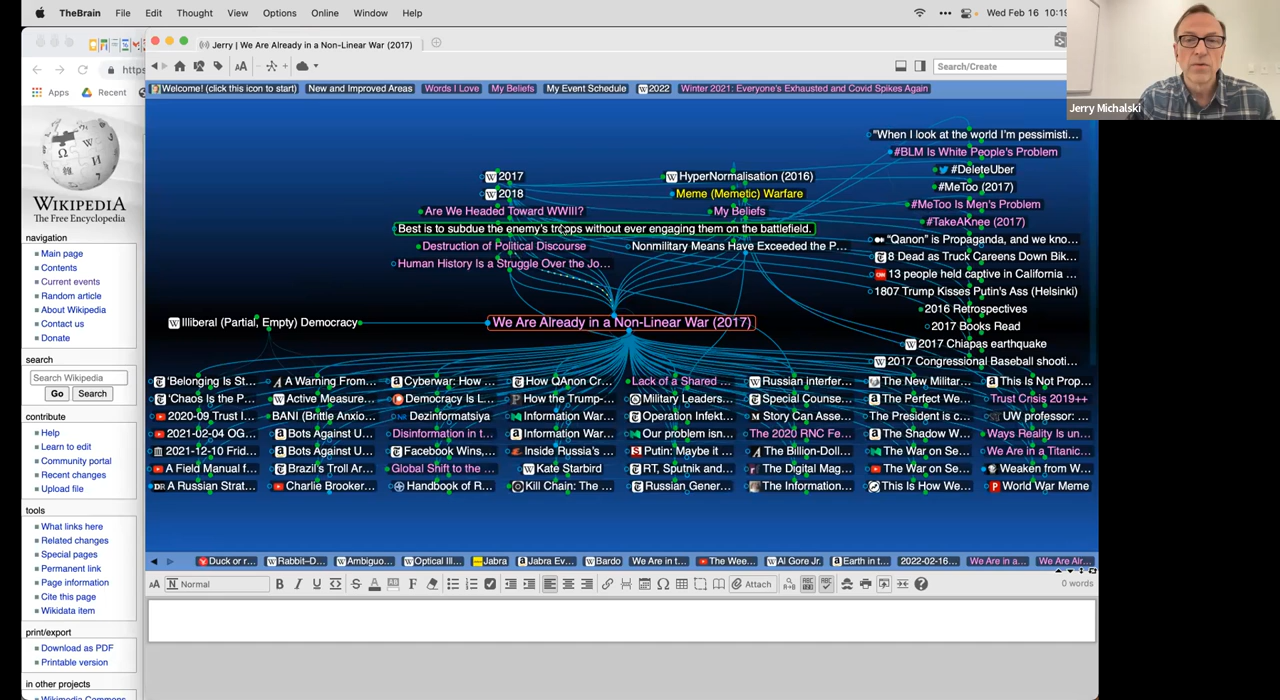 TheBrain File Edit Thought View Options Online Window Help
Wed Feb 16 10:19
Jerry | We Are Already in a Non-Linear War (2017)
https
Apps Recent
Search/Create
Jerry Michalski
Welcome! (click this icon to start) New and Improved Areas Words I Love My Beliefs My Event Schedule 2022 Winter 2021: Everyone's Exhausted and Covid Spikes Again
WIKIPEDIA
The Free Encyclopedia
navigation
Main page
Contents
Current events
Random article
About Wikipedia
Contact us
Donate
search
Search Wikipedia
Go Search
contribute
Help
Learn to edit
Community portal
Recent changes
Upload file
tools
What links here
Related changes
Special pages
Permanent link
Page information
Cite this page
Wikidata item
print/export
Download as PDF
Printable version
in other projects
Wikimedia Commons
2017
2018
Are We Headed Toward WWIII?
Best is to subdue the enemy's troops without ever engaging them on the battlefield.
Destruction of Political Discourse
Human History Is a Struggle Over the Jo...
HyperNormalisation (2016)
Meme (Memetic) Warfare
My Beliefs
Nonmilitary Means Have Exceeded the P...
"When I look at the world I'm pessimisti...
#BLM Is White People's Problem
#DeleteUber
#MeToo (2017)
#MeToo Is Men's Problem
#TakeAKnee (2017)
"Qanon" is Propaganda, and we kno...
8 Dead as Truck Careens Down Bik...
13 people held captive in California ...
1807 Trump Kisses Putin's Ass (Helsinki)
2016 Retrospectives
2017 Books Read
2017 Chiapas earthquake
2017 Congressional Baseball shooti...
Illiberal (Partial, Empty) Democracy
We Are Already in a Non-Linear War (2017)
'Belonging Is St... A Warning From... Cyberwar: How ... How QAnon Cr... Lack of a Shared ... Russian interfer... The New Militar... This Is Not Prop...
'Chaos Is the P... Active Measure... Democracy Is L... How the Trump-... Military Leaders... Special Counse... The Perfect We... Trust Crisis 2019++
2020-09 Trust I... BANI (Brittle Anxio... Dezinformatsiya Information War... Operation Infekt... Story Can Asse... The President is c... UW professor: ...
2021-02-04 OG... Bots Against U... Disinformation in t... Information War... Our problem isn... The 2020 RNC Fe... The Shadow W... Ways Reality Is un...
2021-12-10 Frid... Bots Against U... Facebook Wins,... Inside Russia's... Putin: Maybe it ... The Billion-Doll... The War on Se... We Are in a Titanic...
A Field Manual f... Brazil's Troll Ar... Global Shift to the ... Kate Starbird RT, Sputnik and... The Digital Mag... The War on Se... Weaken from W...
A Russian Strat... Charlie Brooker... Handbook of R... Kill Chain: The ... Russian Gener... The Information... This Is How We... World War Meme
Duck or r... Rabbit–D... Ambiguo... Optical Ill... Jabra Jabra Ev... Bardo We Are in t... The Wee... Al Gore Jr. Earth in t... 2022-02-16... We Are in a... We Are Alr...
Normal Attach 0 words